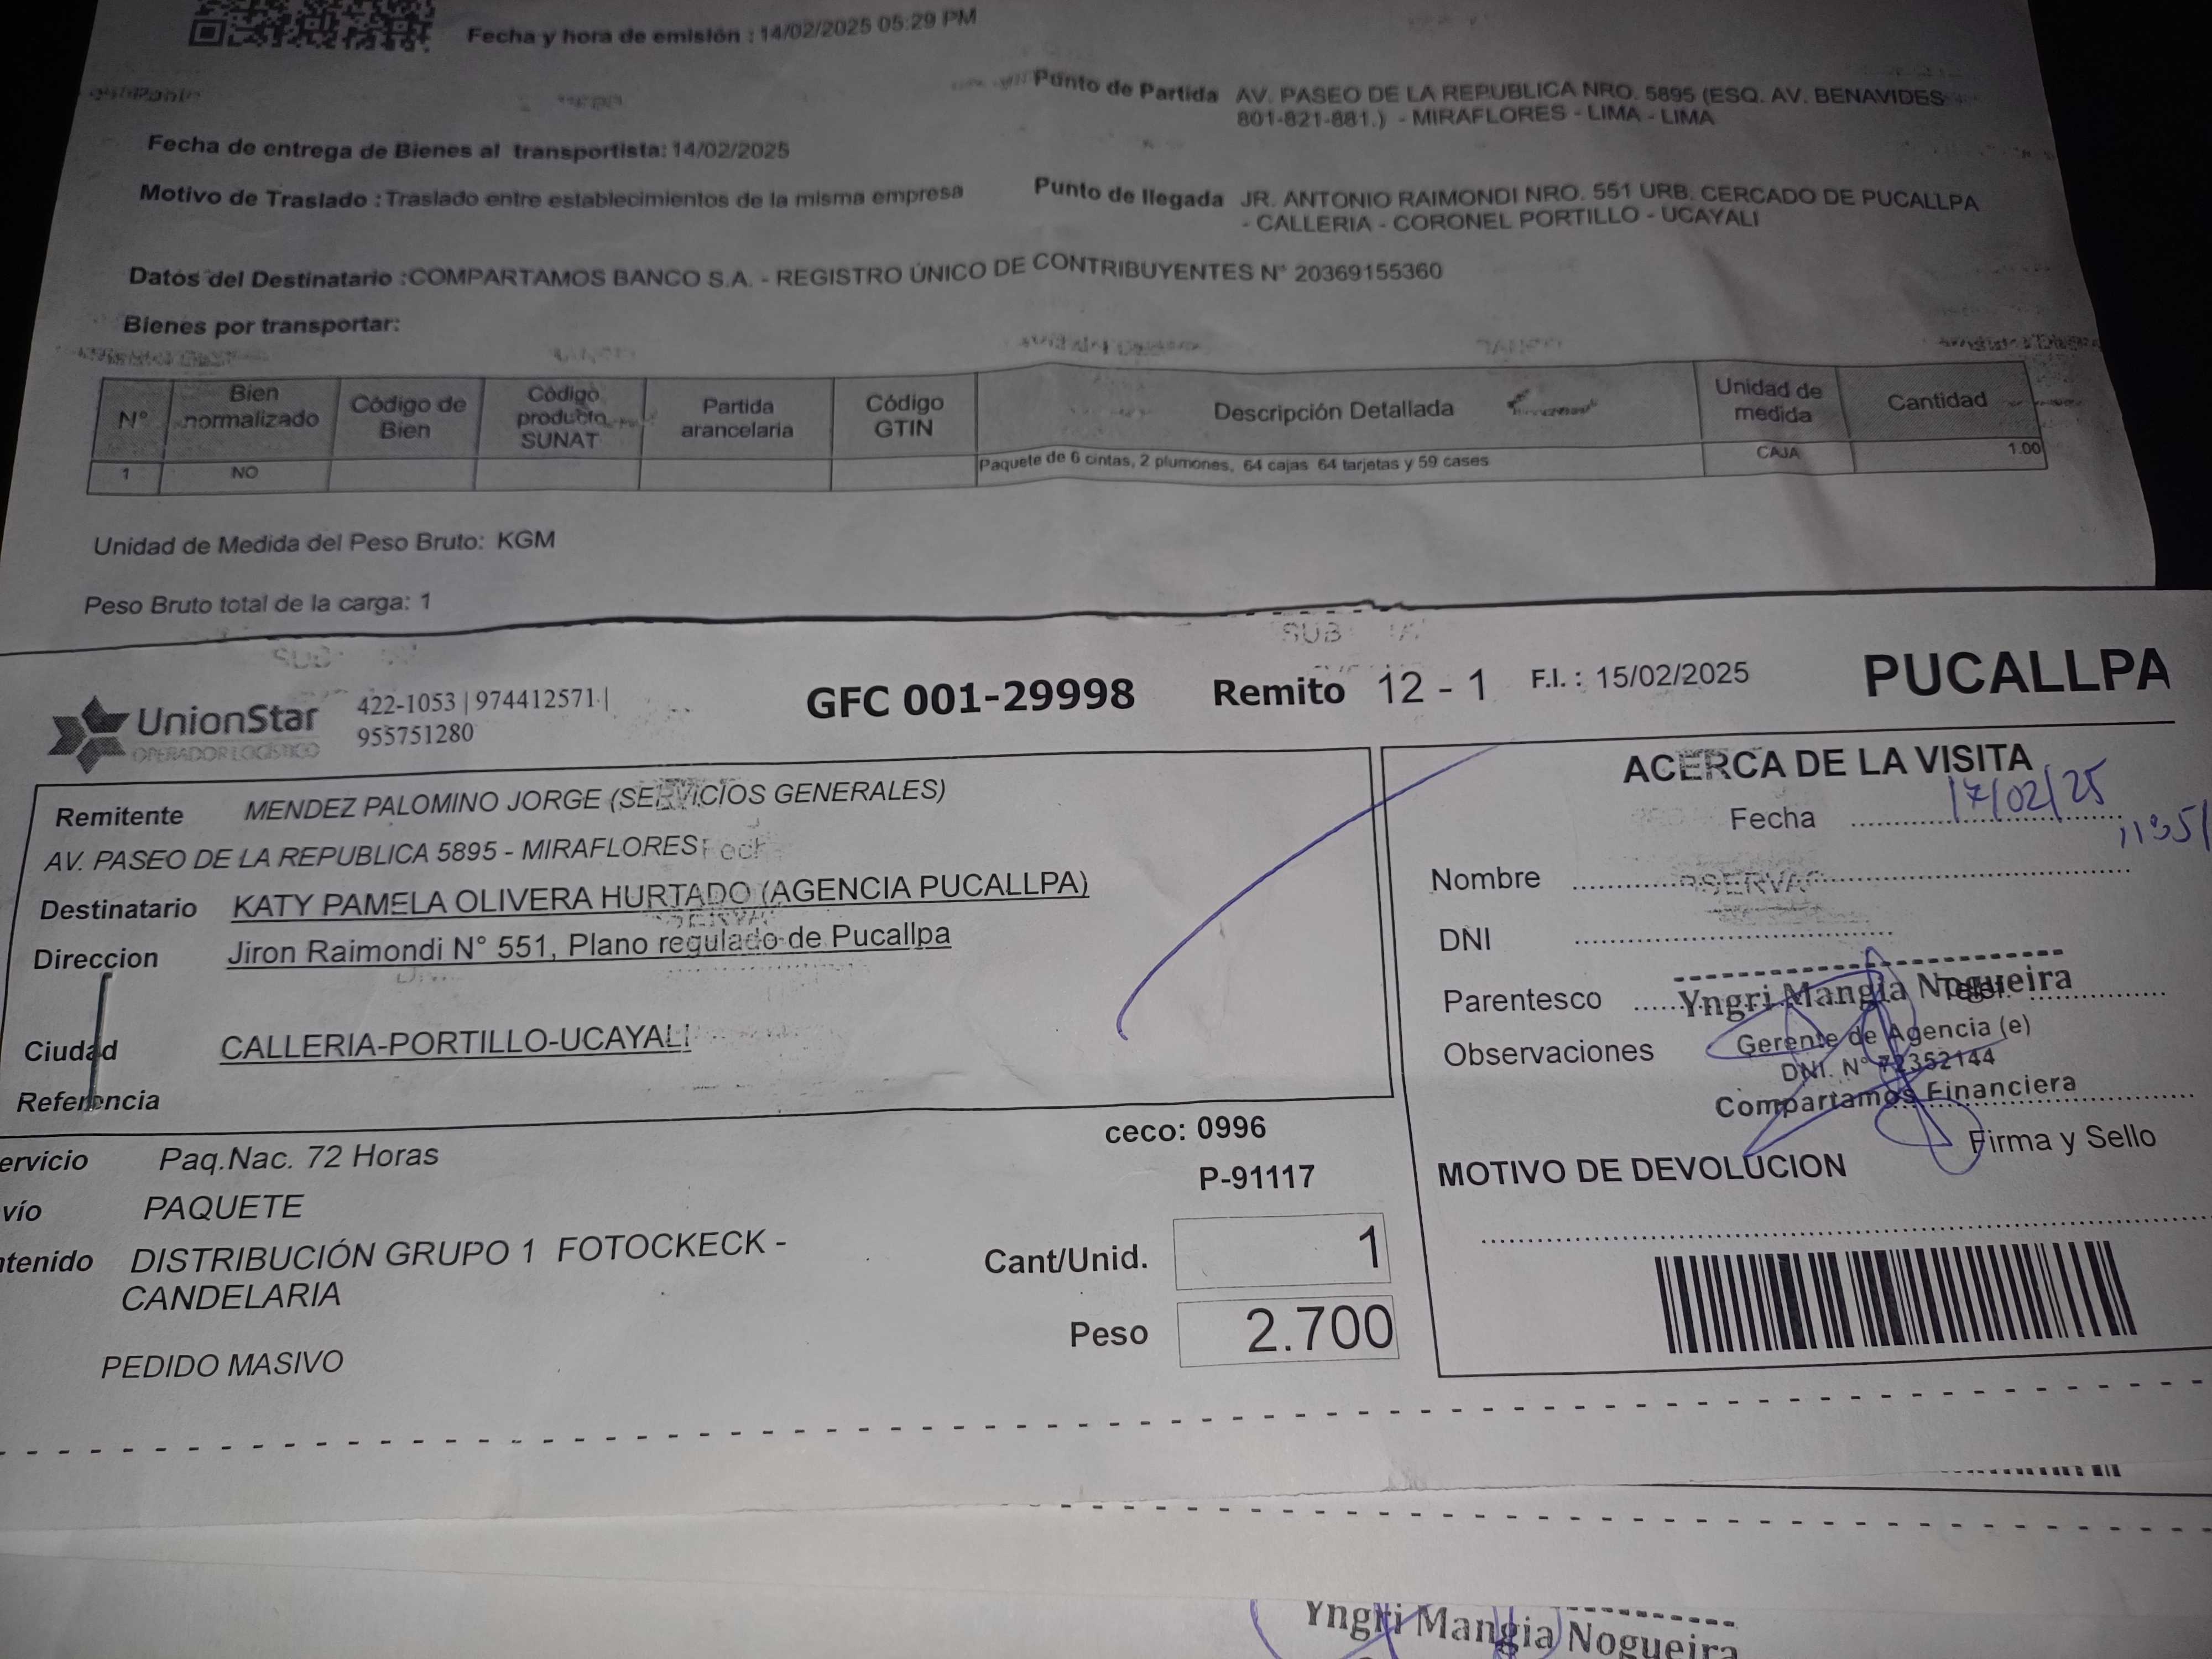 Fecha y hora de emisión : 14/02/2025 05:29 PM
Punto de Partida AV. PASEO DE LA REPUBLICA NRO. 5895 (ESQ. AV. BENAVIDES
801-821-881.) - MIRAFLORES - LIMA - LIMA
Fecha de entrega de Bienes al transportista: 14/02/2025
Motivo de Traslado : Traslado entre establecimientos de la misma empresa
Punto de llegada JR. ANTONIO RAIMONDI NRO. 551 URB. CERCADO DE PUCALLPA
- CALLERIA - CORONEL PORTILLO - UCAYALI
Datos del Destinatario :COMPARTAMOS BANCO S.A. - REGISTRO ÚNICO DE CONTRIBUYENTES N° 20369155360
Bienes por transportar:
N° Bien normalizado Código de Bien Código producto SUNAT Partida arancelaria Código GTIN Descripción Detallada Unidad de medida Cantidad
1 NO Paquete de 6 cintas, 2 plumones, 64 cajas 64 tarjetas y 59 cases CAJA 1.00
Unidad de Medida del Peso Bruto: KGM
Peso Bruto total de la carga: 1
UnionStar
OPERADOR LOGÍSTICO
422-1053 | 974412571 |
955751280
GFC 001-29998 Remito 12 - 1 F.I. : 15/02/2025 PUCALLPA
Remitente MENDEZ PALOMINO JORGE (SERVICIOS GENERALES)
AV. PASEO DE LA REPUBLICA 5895 - MIRAFLORES
Destinatario KATY PAMELA OLIVERA HURTADO (AGENCIA PUCALLPA)
Direccion Jiron Raimondi N° 551, Plano regulado de Pucallpa
Ciudad CALLERIA-PORTILLO-UCAYALI
Referencia
ACERCA DE LA VISITA
Fecha 17/02/25
Nombre
DNI
Parentesco
Yngri Mangia Nogueira
Telef.
Observaciones
Gerente de Agencia (e)
DNI. N° 72352144
Compartamos Financiera
Firma y Sello
MOTIVO DE DEVOLUCION
ceco: 0996
P-91117
ervicio Paq.Nac. 72 Horas
vío PAQUETE
ntenido DISTRIBUCIÓN GRUPO 1 FOTOCKECK -
CANDELARIA
PEDIDO MASIVO
Cant/Unid. 1
Peso 2.700
Yngri Mangia Nogueira